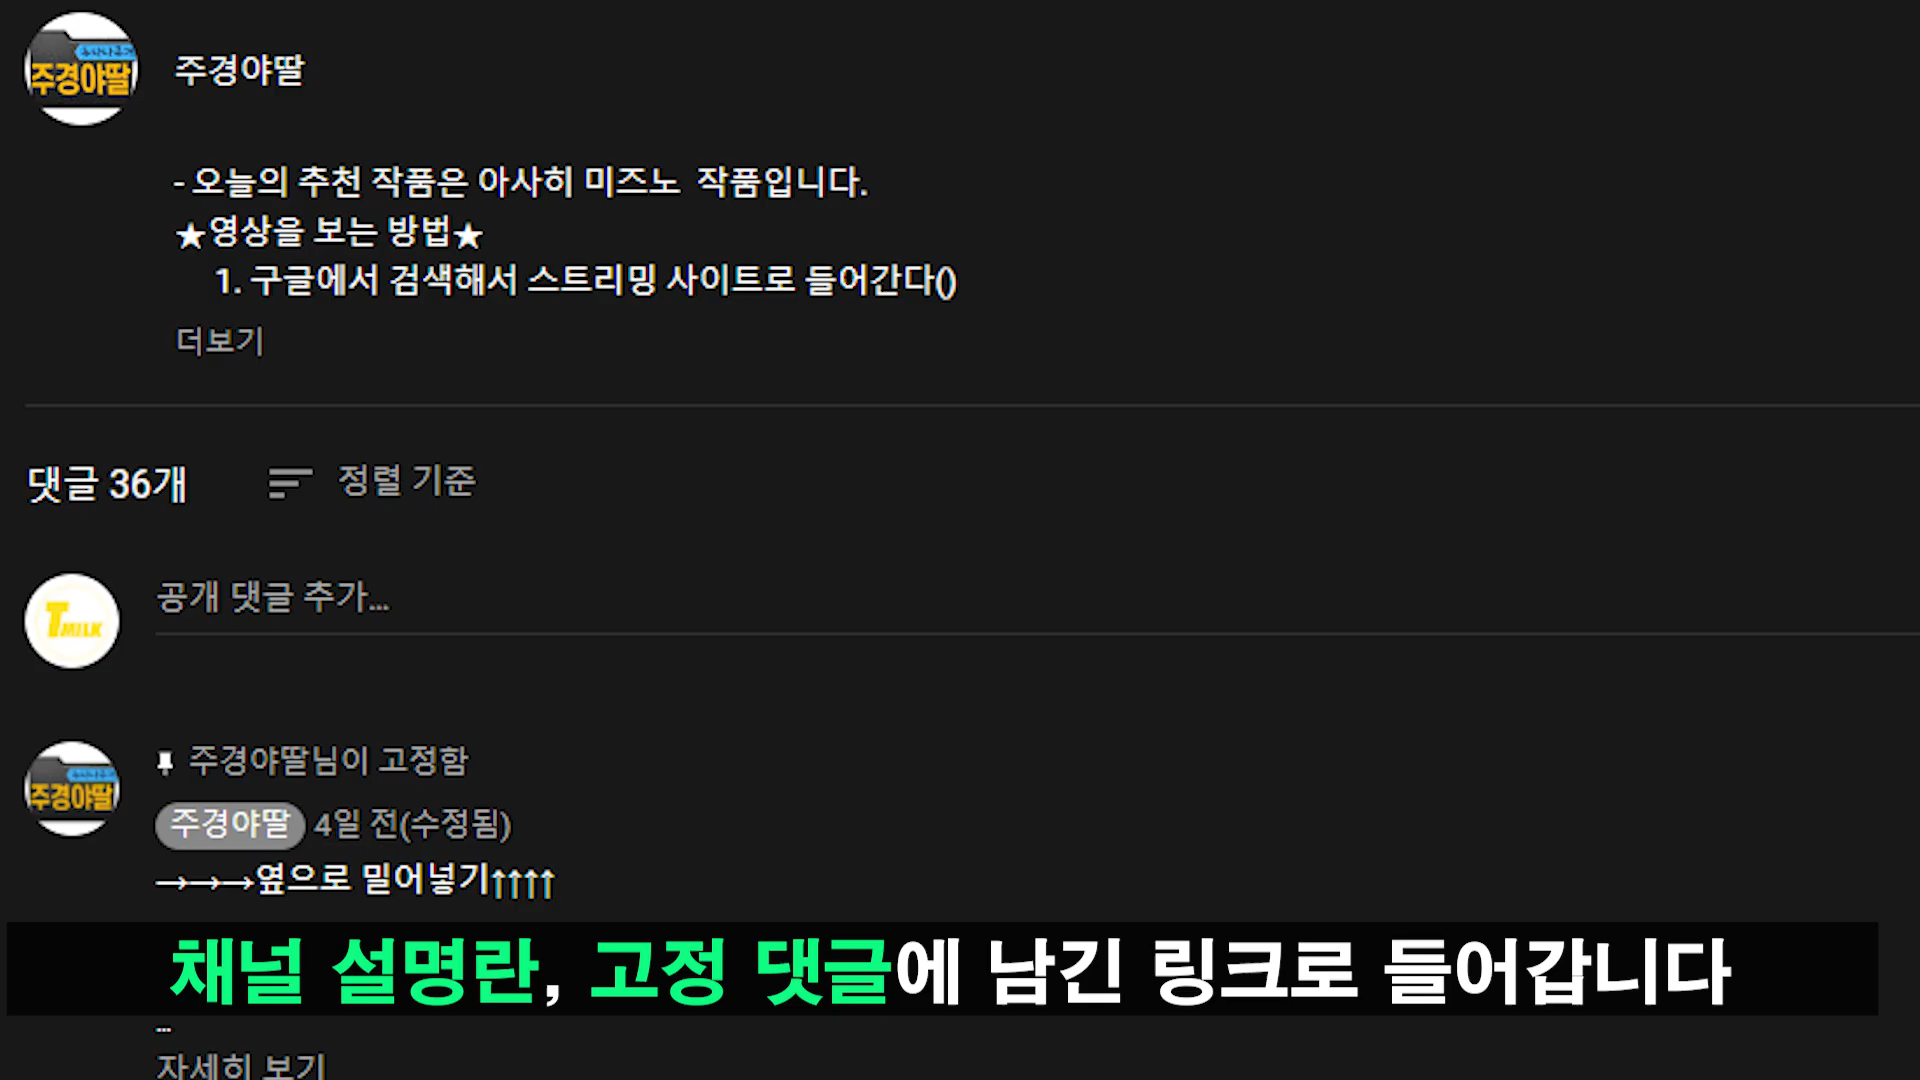 주경야딸
주경야딸
- 오늘의 추천 작품은 아사히 미즈노 작품입니다.
★영상을 보는 방법★
1. 구글에서 검색해서 스트리밍 사이트로 들어간다()
더보기
댓글 36개
정렬 기준
TMILK
공개 댓글 추가...
주경야딸
주경야딸님이 고정함
주경야딸 4일 전(수정됨)
→→→옆으로 밀어넣기↑↑↑↑
채널 설명란, 고정 댓글에 남긴 링크로 들어갑니다
...
자세히 보기